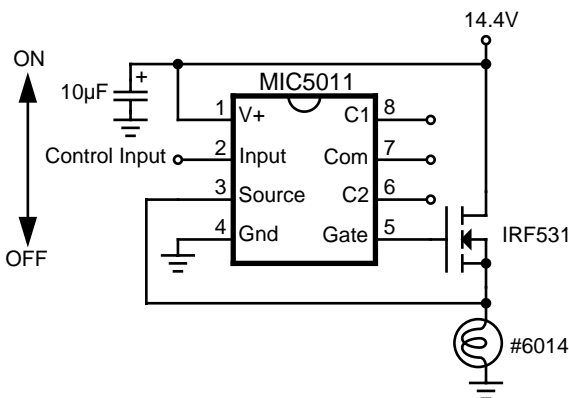 14.4V
ON
10µF
+
MIC5011
1 V+ C1 8
Control Input 2 Input Com 7
3 Source C2 6
4 Gnd Gate 5
IRF531
OFF
#6014